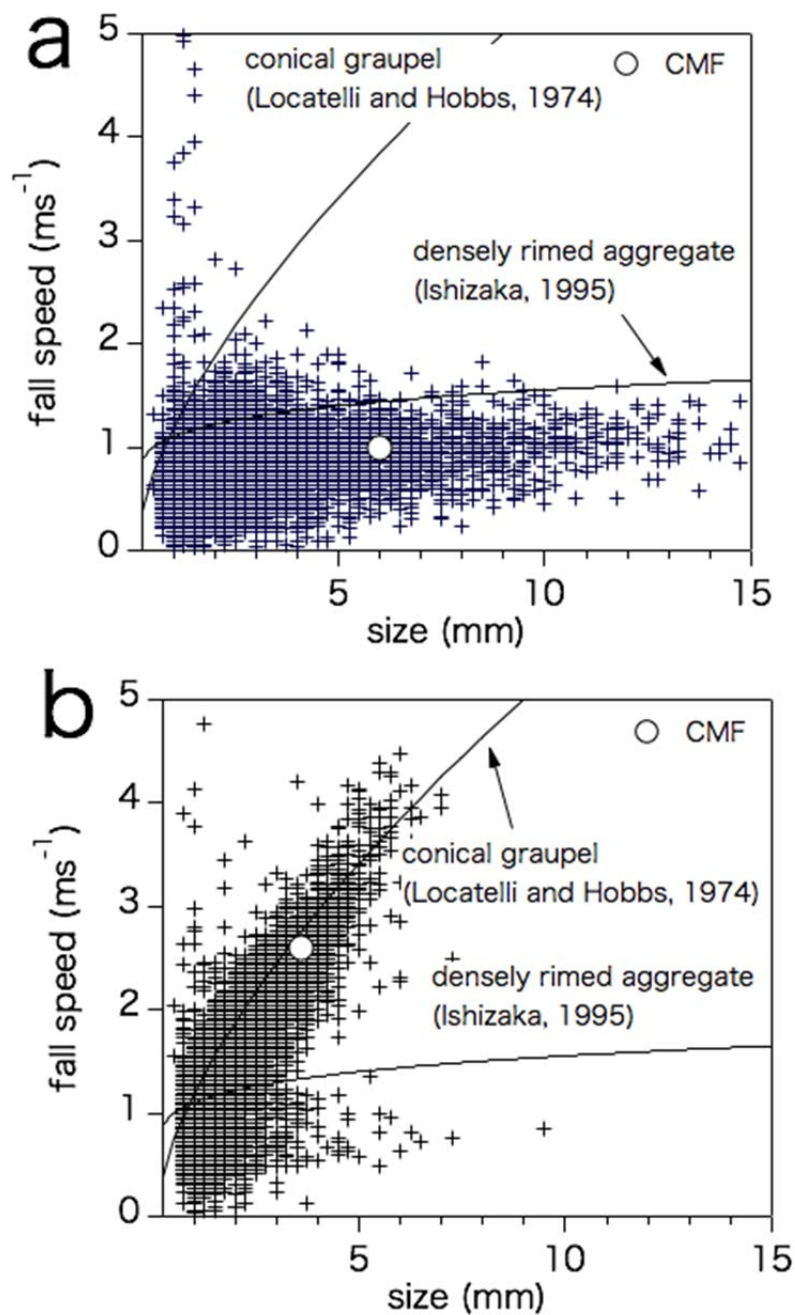 a
5
conical graupel
(Locatelli and Hobbs, 1974)
CMF
4
3
densely rimed aggregate
(Ishizaka, 1995)
2
1
0
fall speed (ms⁻¹)
5
10
15
size (mm)
b
5
CMF
4
conical graupel
(Locatelli and Hobbs, 1974)
3
densely rimed aggregate
(Ishizaka, 1995)
2
1
0
fall speed (ms⁻¹)
5
10
15
size (mm)